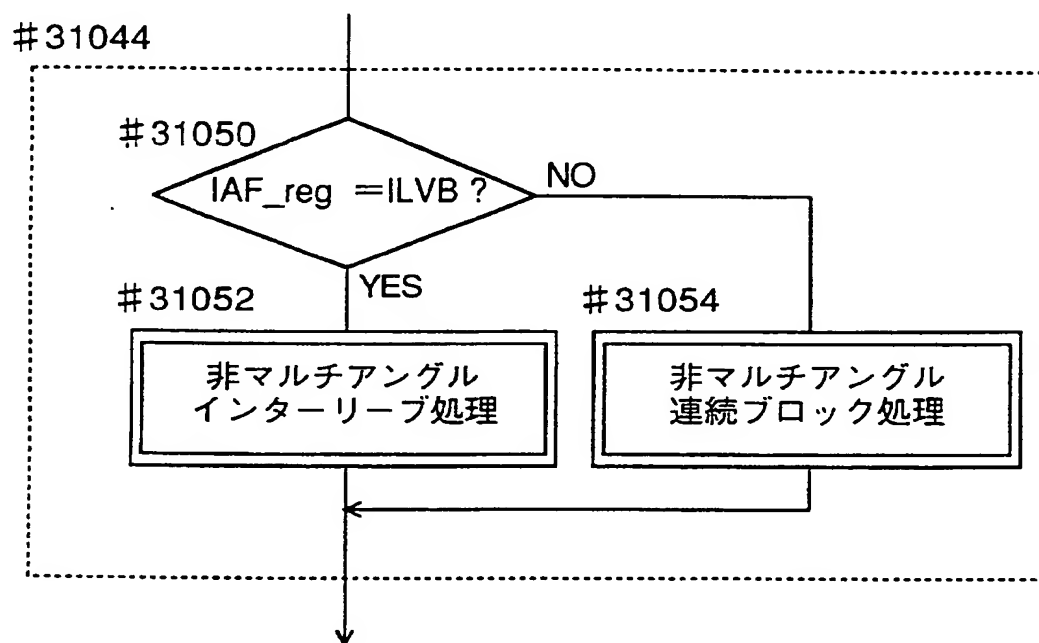 #31044
#31050
IAF_reg =ILVB ?
NO
YES
#31052
非マルチアングル
インターリーブ処理
#31054
非マルチアングル
連続ブロック処理